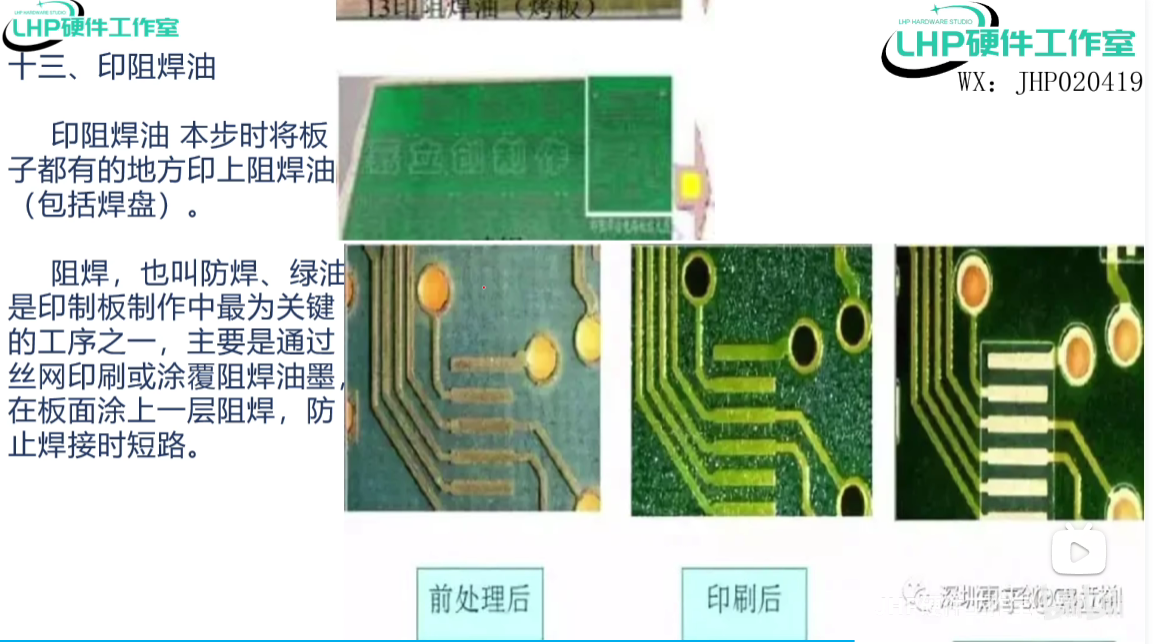 LHP HARDWARE STUDIO
LHP硬件工作室
十三、印阻焊油
印阻焊油 本步时将板
子都有的地方印上阻焊油
（包括焊盘）。
阻焊，也叫防焊、绿油
是印制板制作中最为关键
的工序之一，主要是通过
丝网印刷或涂覆阻焊油墨，
在板面涂上一层阻焊，防
止焊接时短路。
13印阻焊油（烤板）
嘉立创制作
前处理后
印刷后
LHP HARDWARE STUDIO
LHP硬件工作室
WX：JHP020419